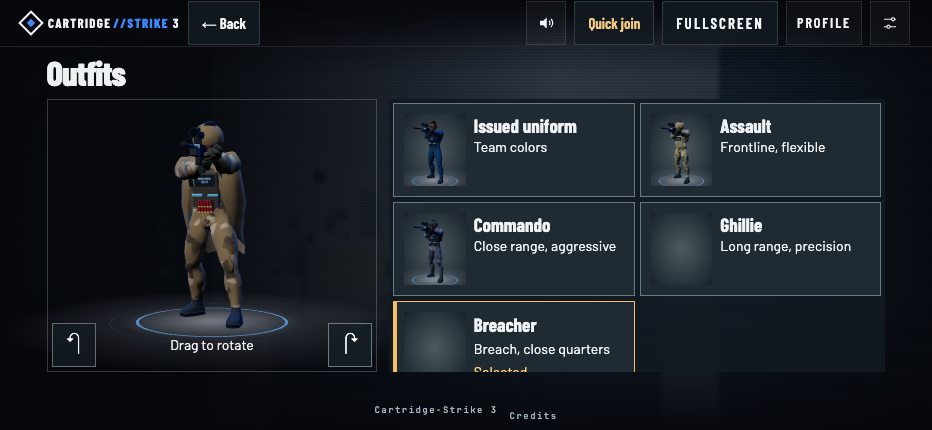 CARTRIDGE//STRIKE 3
← Back
Quick join
FULLSCREEN
PROFILE
Outfits
Drag to rotate
Issued uniform
Team colors
Assault
Frontline, flexible
Commando
Close range, aggressive
Ghillie
Long range, precision
Breacher
Breach, close quarters
Selected
Cartridge-Strike 3
Credits